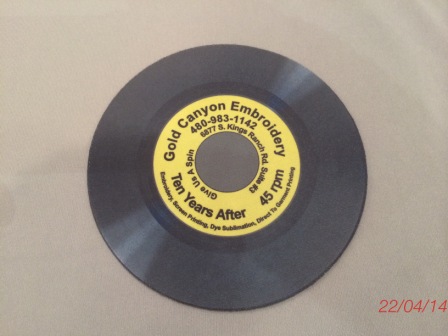 Gold Canyon Embroidery
480-983-1142
6877 S. Kings Ranch Rd. Suite #3
Give Us A Spin
45 rpm
Ten Years After
Embroidery, Screen Printing, Dye Sublimation, Direct To Garment Printing
22/04/14